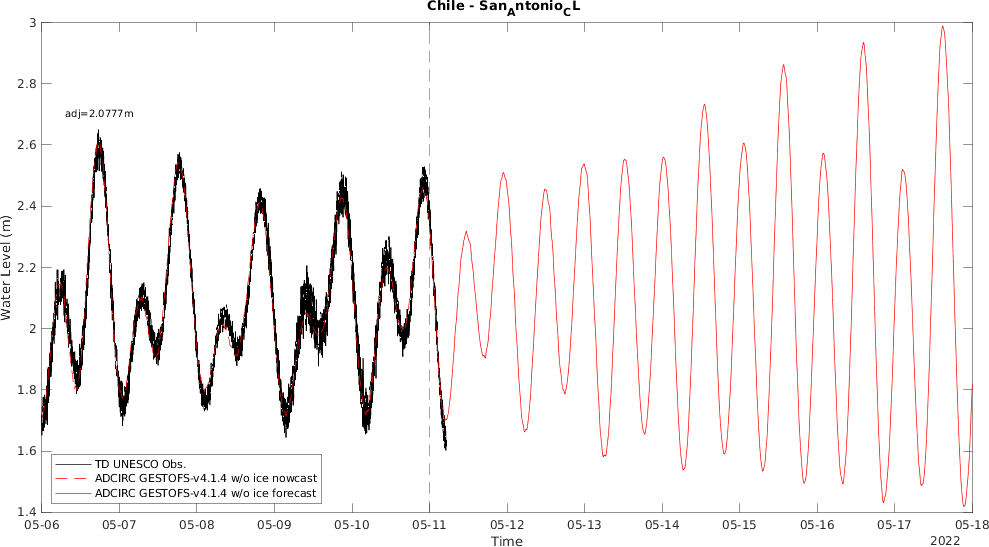 Chile - SanAntonioCL
adj=2.0777m
3
2.8
2.6
2.4
2.2
2
1.8
1.6
1.4
Water Level (m)
TD UNESCO Obs.
ADCIRC GESTOFS-v4.1.4 w/o ice nowcast
ADCIRC GESTOFS-v4.1.4 w/o ice forecast
05-06 05-07 05-08 05-09 05-10 05-11 05-12 05-13 05-14 05-15 05-16 05-17 05-18
Time
2022